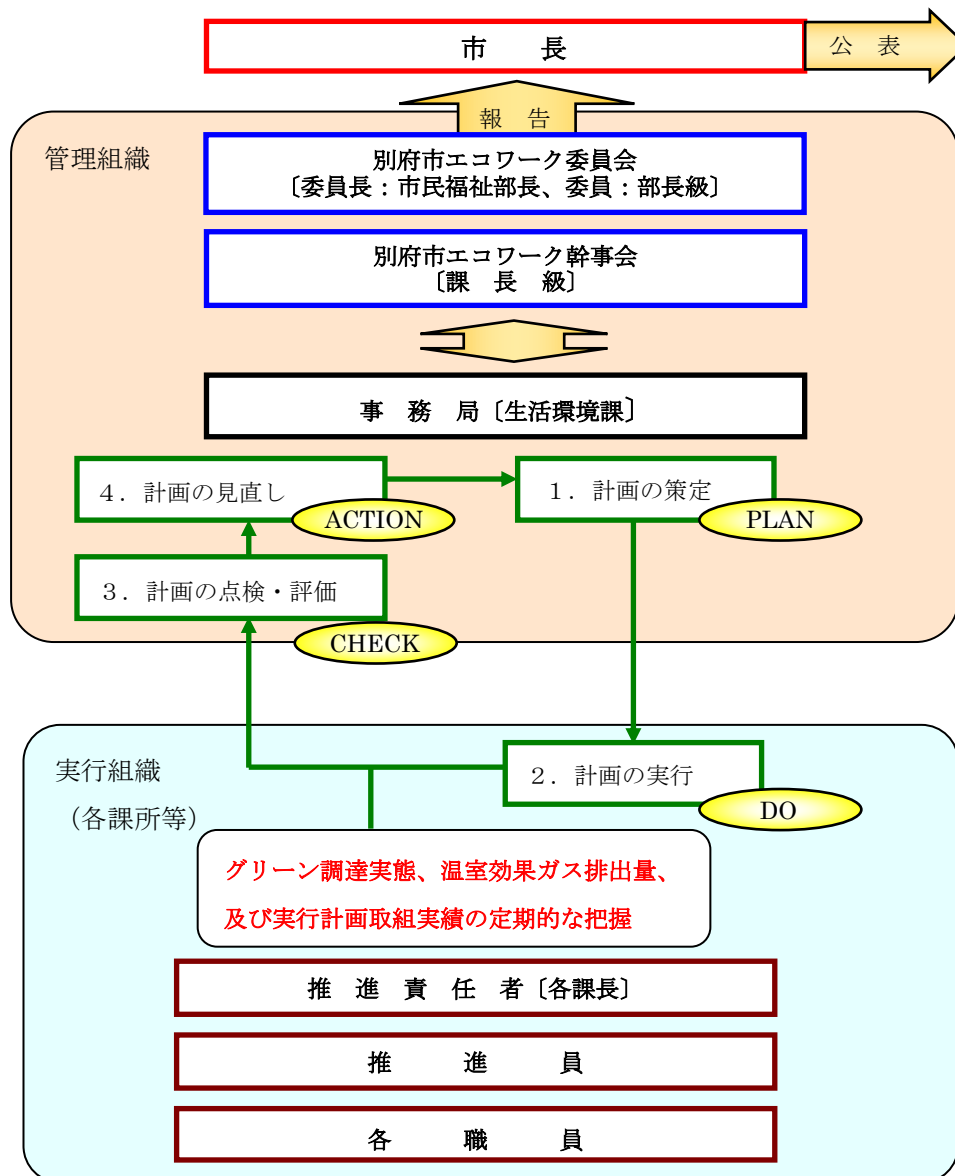 市　　長
公　表
報　告
管理組織
別府市エコワーク委員会
〔委員長：市民福祉部長、委員：部長級〕
別府市エコワーク幹事会
〔課　長　級〕
事　務　局〔生活環境課〕
４．計画の見直し
ACTION
１．計画の策定
PLAN
３．計画の点検・評価
CHECK
実行組織
（各課所等）
２．計画の実行
DO
グリーン調達実態、温室効果ガス排出量、
及び実行計画取組実績の定期的な把握
推　進　責　任　者〔各課長〕
推　　　進　　　員
各　　　職　　　員